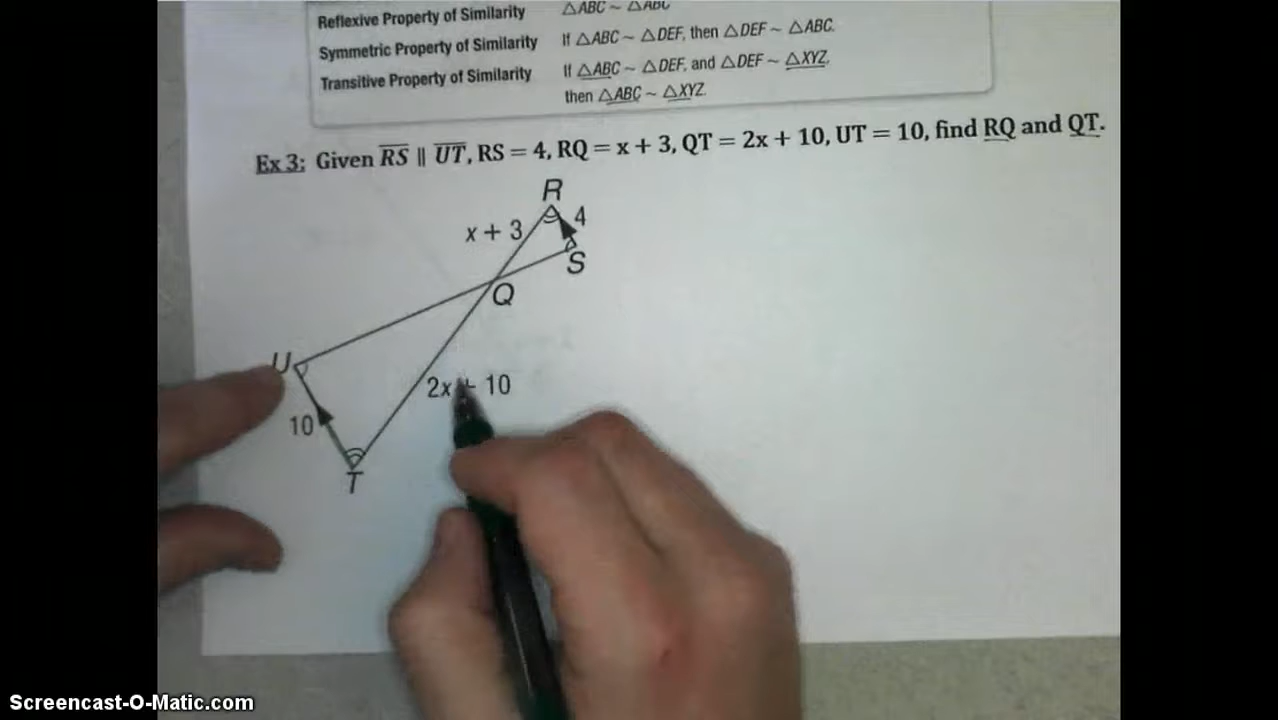 Reflexive Property of Similarity △ABC ~ △ABC
Symmetric Property of Similarity If △ABC ~ △DEF, then △DEF ~ △ABC.
Transitive Property of Similarity If △ABC ~ △DEF, and △DEF ~ △XYZ,
then △ABC ~ △XYZ.
Ex 3: Given RS ∥ UT, RS = 4, RQ = x + 3, QT = 2x + 10, UT = 10, find RQ and QT.
R
x + 3
4
S
Q
U
2x + 10
10
T
Screencast-O-Matic.com